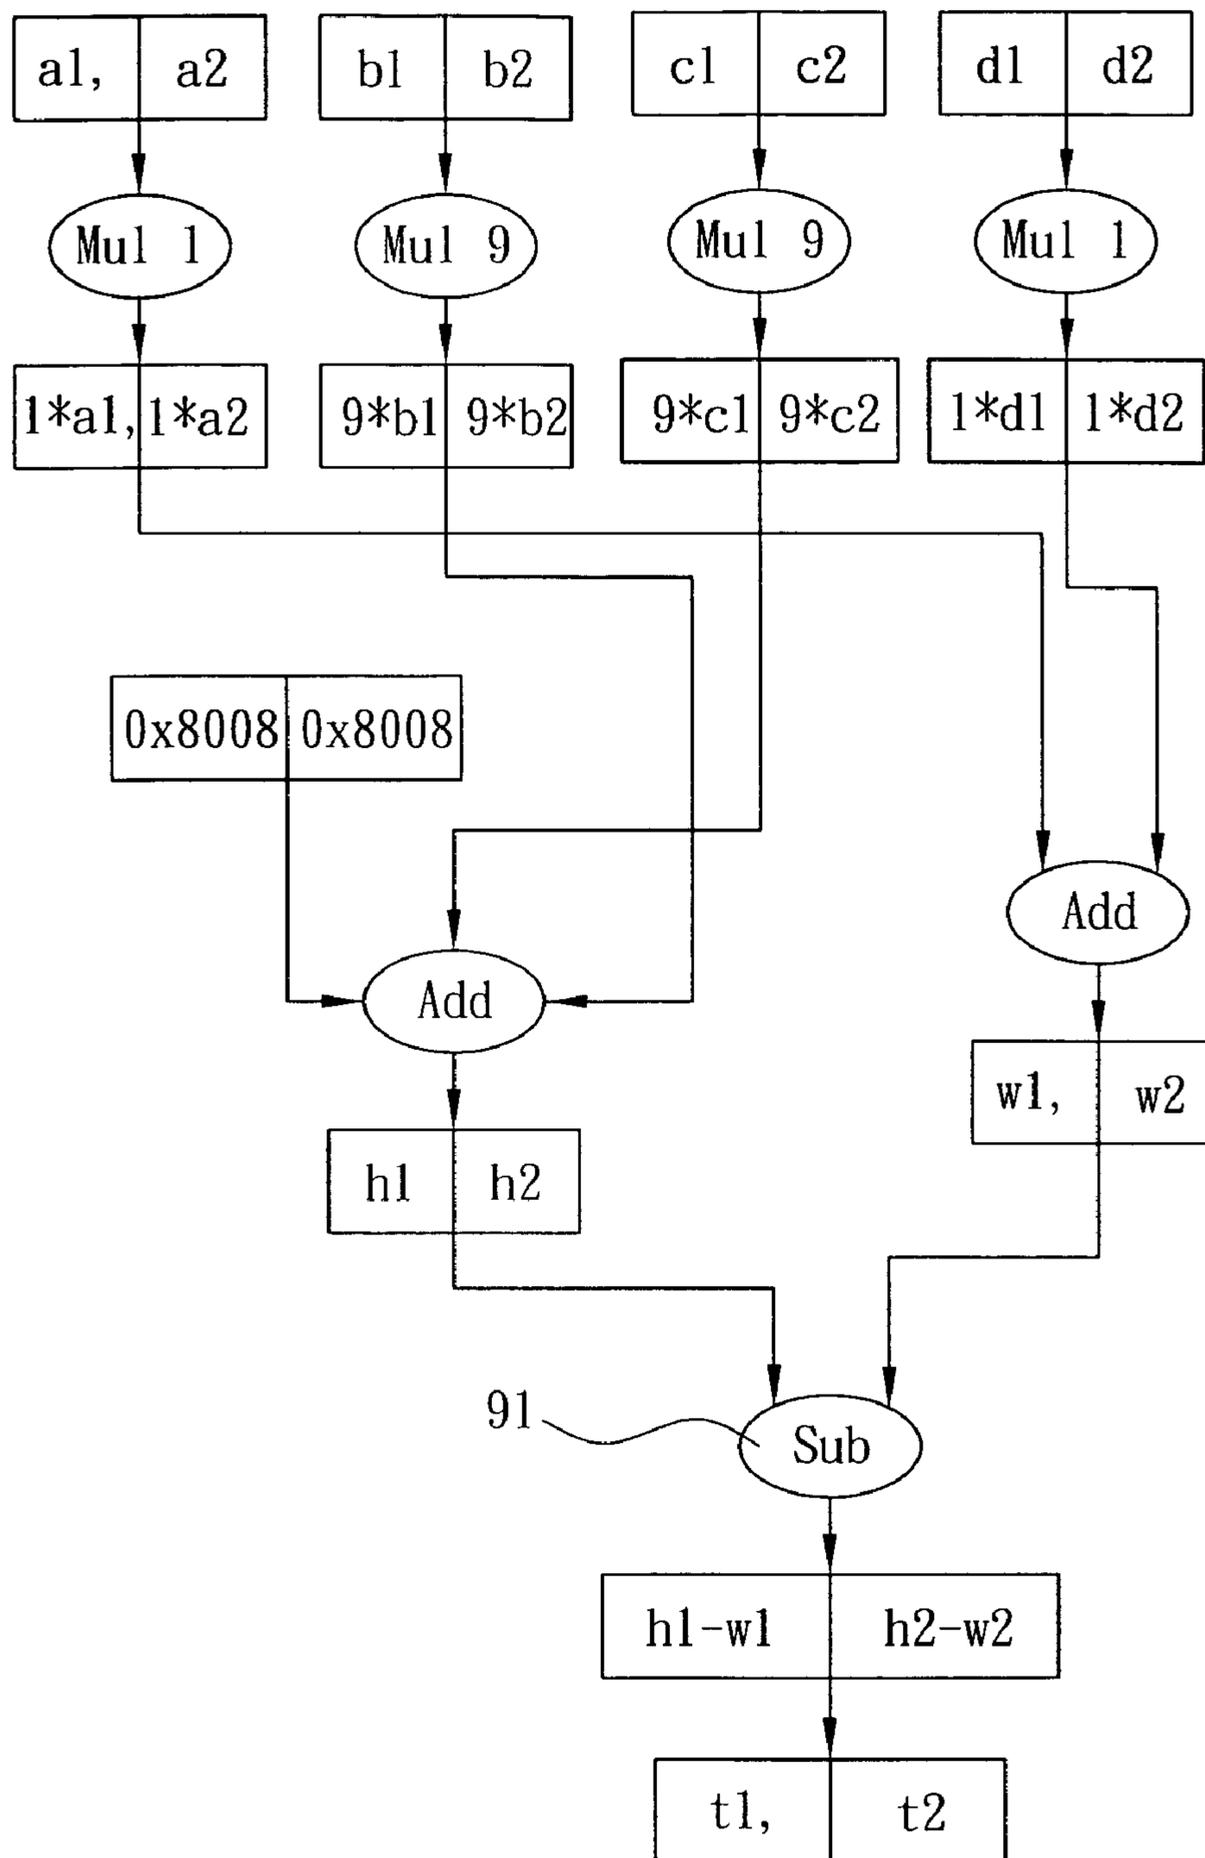 a1, a2 b1 b2 c1 c2 d1 d2
Mul 1 Mul 9 Mul 9 Mul 1
1*a1, 1*a2 9*b1 9*b2 9*c1 9*c2 1*d1 1*d2
0x8008 0x8008
Add
Add
w1, w2
h1 h2
91
Sub
h1-w1 h2-w2
t1, t2